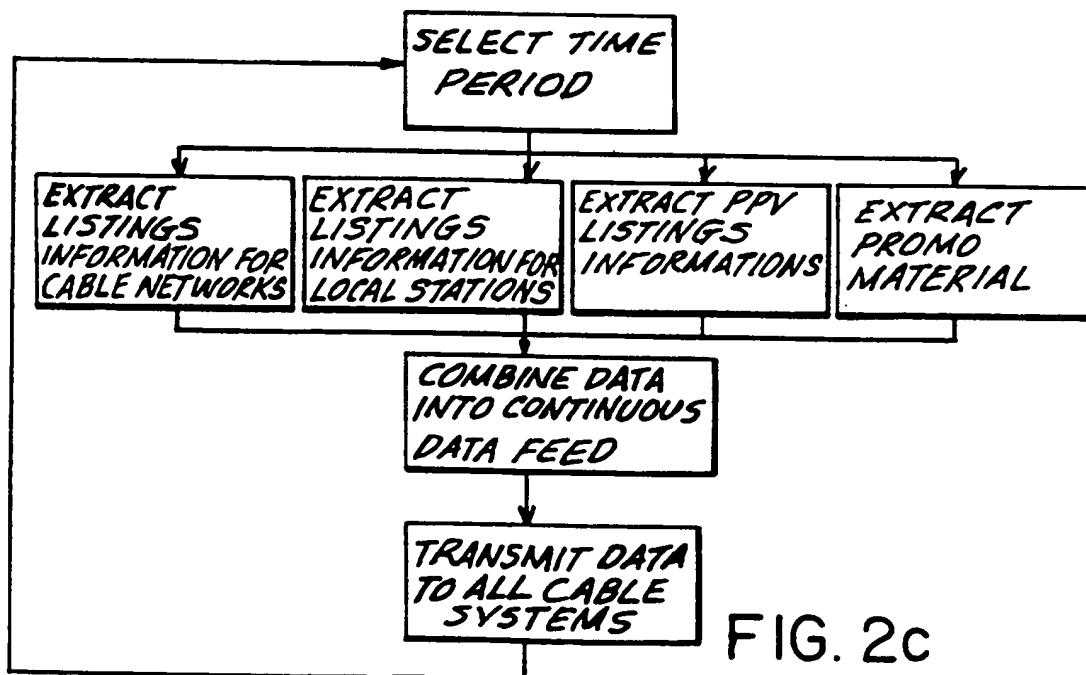 SELECT TIME
PERIOD
EXTRACT
LISTINGS
INFORMATION FOR
CABLE NETWORKS
EXTRACT
LISTINGS
INFORMATION FOR
LOCAL STATIONS
EXTRACT PPV
LISTINGS
INFORMATIONS
EXTRACT
PROMO
MATERIAL
COMBINE DATA
INTO CONTINUOUS
DATA FEED
TRANSMIT DATA
TO ALL CABLE
SYSTEMS
FIG. 2c